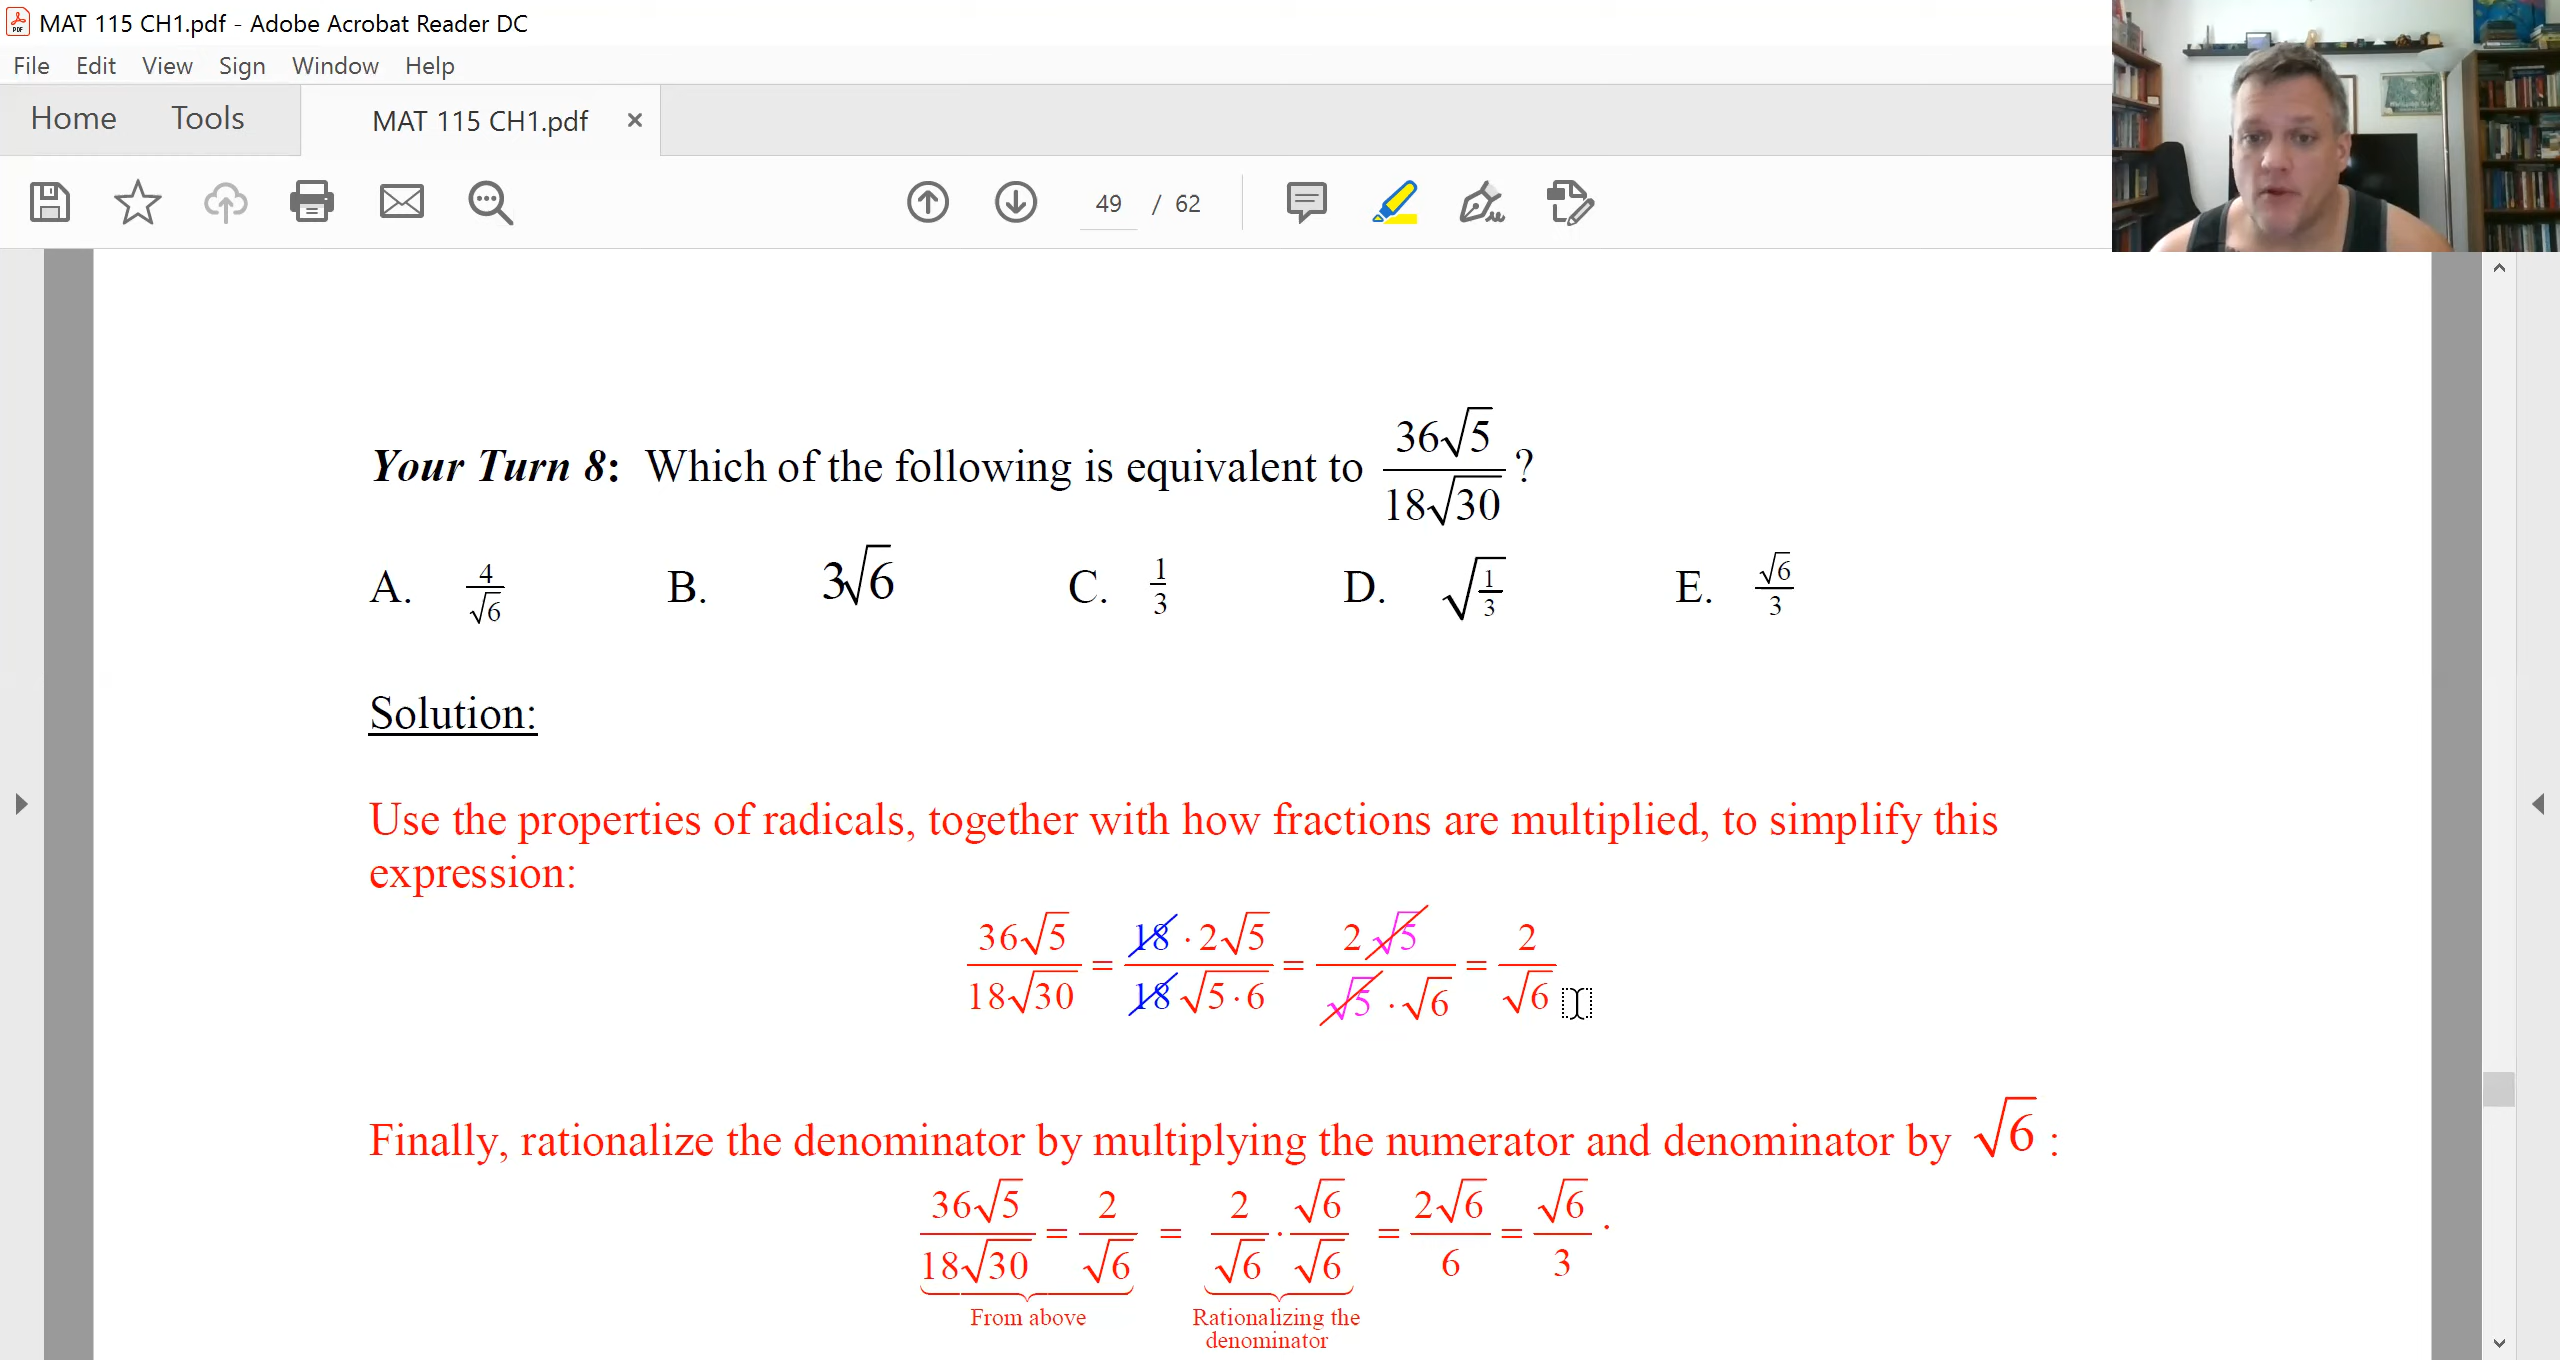 MAT 115 CH1.pdf - Adobe Acrobat Reader DC
File Edit View Sign Window Help
Home Tools MAT 115 CH1.pdf ×
49 / 62
Your Turn 8: Which of the following is equivalent to 36√5 / 18√30 ?
A. 4/√6 B. 3√6 C. 1/3 D. √(1/3) E. √6/3
Solution:
Use the properties of radicals, together with how fractions are multiplied, to simplify this
expression:
36√5 / 18√30 = 18 · 2√5 / 18√(5·6) = 2√5 / √5 · √6 = 2 / √6
Finally, rationalize the denominator by multiplying the numerator and denominator by √6 :
36√5 / 18√30 = 2 / √6 = 2/√6 · √6/√6 = 2√6 / 6 = √6 / 3 .
From above Rationalizing the
denominator